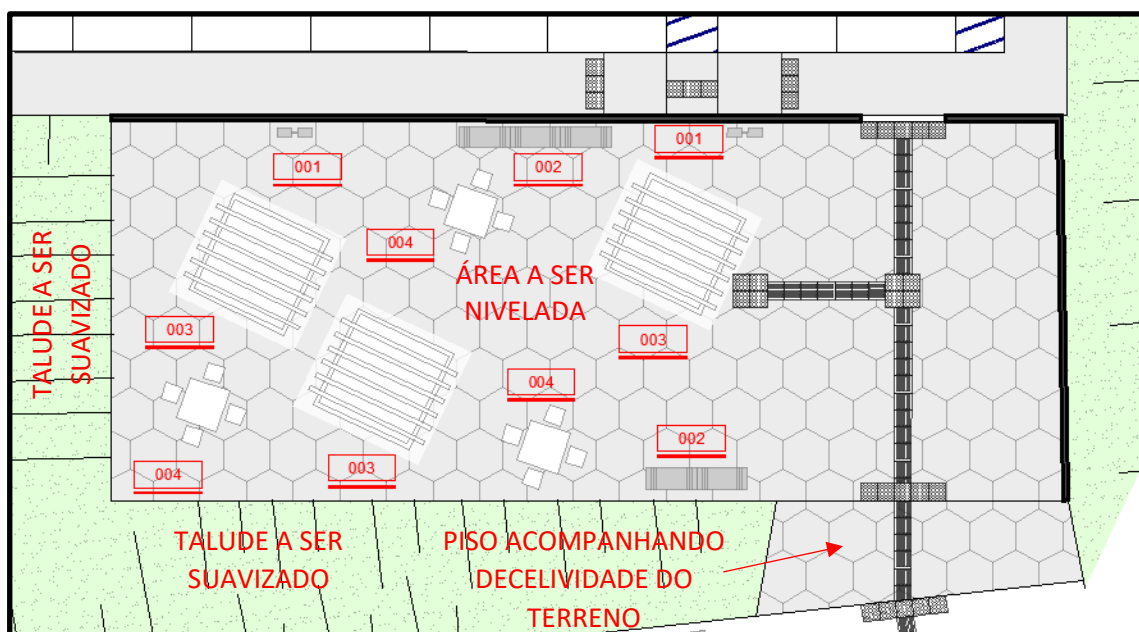 001
002
001
004
ÁREA A SER
NIVELADA
TALUDE A SER
SUAVIZADO
003
003
004
002
003
004
TALUDE A SER
SUAVIZADO
PISO ACOMPANHANDO
DECELIVIDADE DO
TERRENO